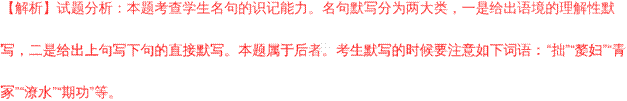 【解析】试题分析：本题考查学生名句的识记能力。名句默写分为两大类，一是给出语境的理解性默
写，二是给出上句写下句的直接默写。本题属于后者。考生默写的时候要注意如下词语：“拙”“嫠妇”“青
冢”“潦水”“期功”等。